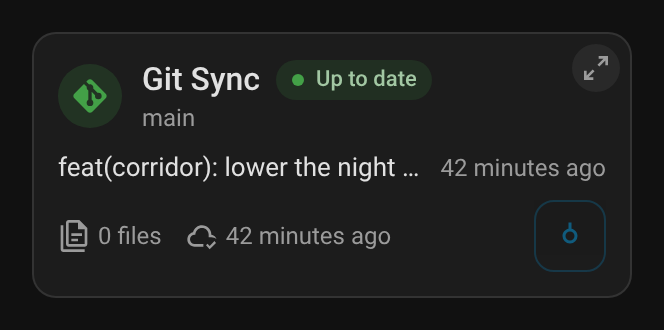 Git Sync
Up to date
main
feat(corridor): lower the night ...
42 minutes ago
0 files
42 minutes ago